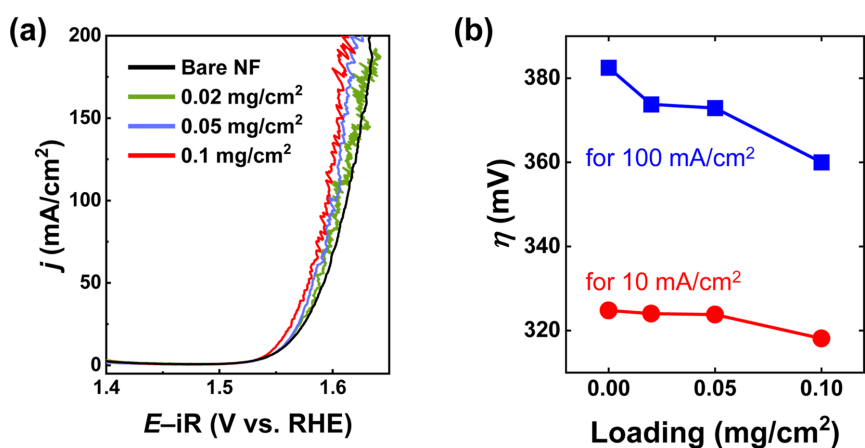 (a)
200
150
100
50
0
j (mA/cm²)
Bare NF
0.02 mg/cm²
0.05 mg/cm²
0.1 mg/cm²
1.4 1.5 1.6
E–iR (V vs. RHE)
(b)
380
360
340
320
η (mV)
for 100 mA/cm²
for 10 mA/cm²
0.00 0.05 0.10
Loading (mg/cm²)